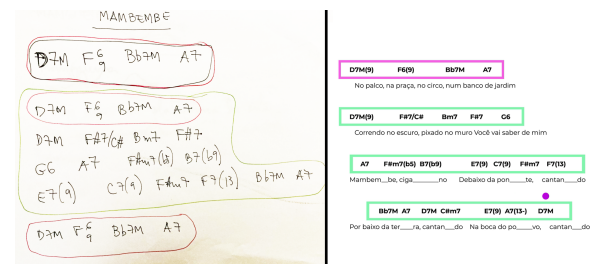 MAMBEMBE
D7M F6/9 Bb7M A7
D7M F6/9 Bb7M A7
D7M F#7/C# Bm7 F#7
G6 A7 F#m7(b5) B7(b9)
E7(9) C7(9) F#m7 F7(13) Bb7M A7
D7M F6/9 Bb7M A7
D7M(9) F6(9) Bb7M A7
No palco, na praça, no circo, num banco de jardim
D7M(9) F#7/C# Bm7 F#7 G6
Correndo no escuro, pixado no muro Você vai saber de mim
A7 F#m7(b5) B7(b9) E7(9) C7(9) F#m7 F7(13)
Mambem__be, ciga______no Debaixo da pon____te, cantan___do
Bb7M A7 D7M C#m7 E7(9) A7(13-) D7M
Por baixo da ter___ra, cantan__do Na boca do po___vo, cantan___do